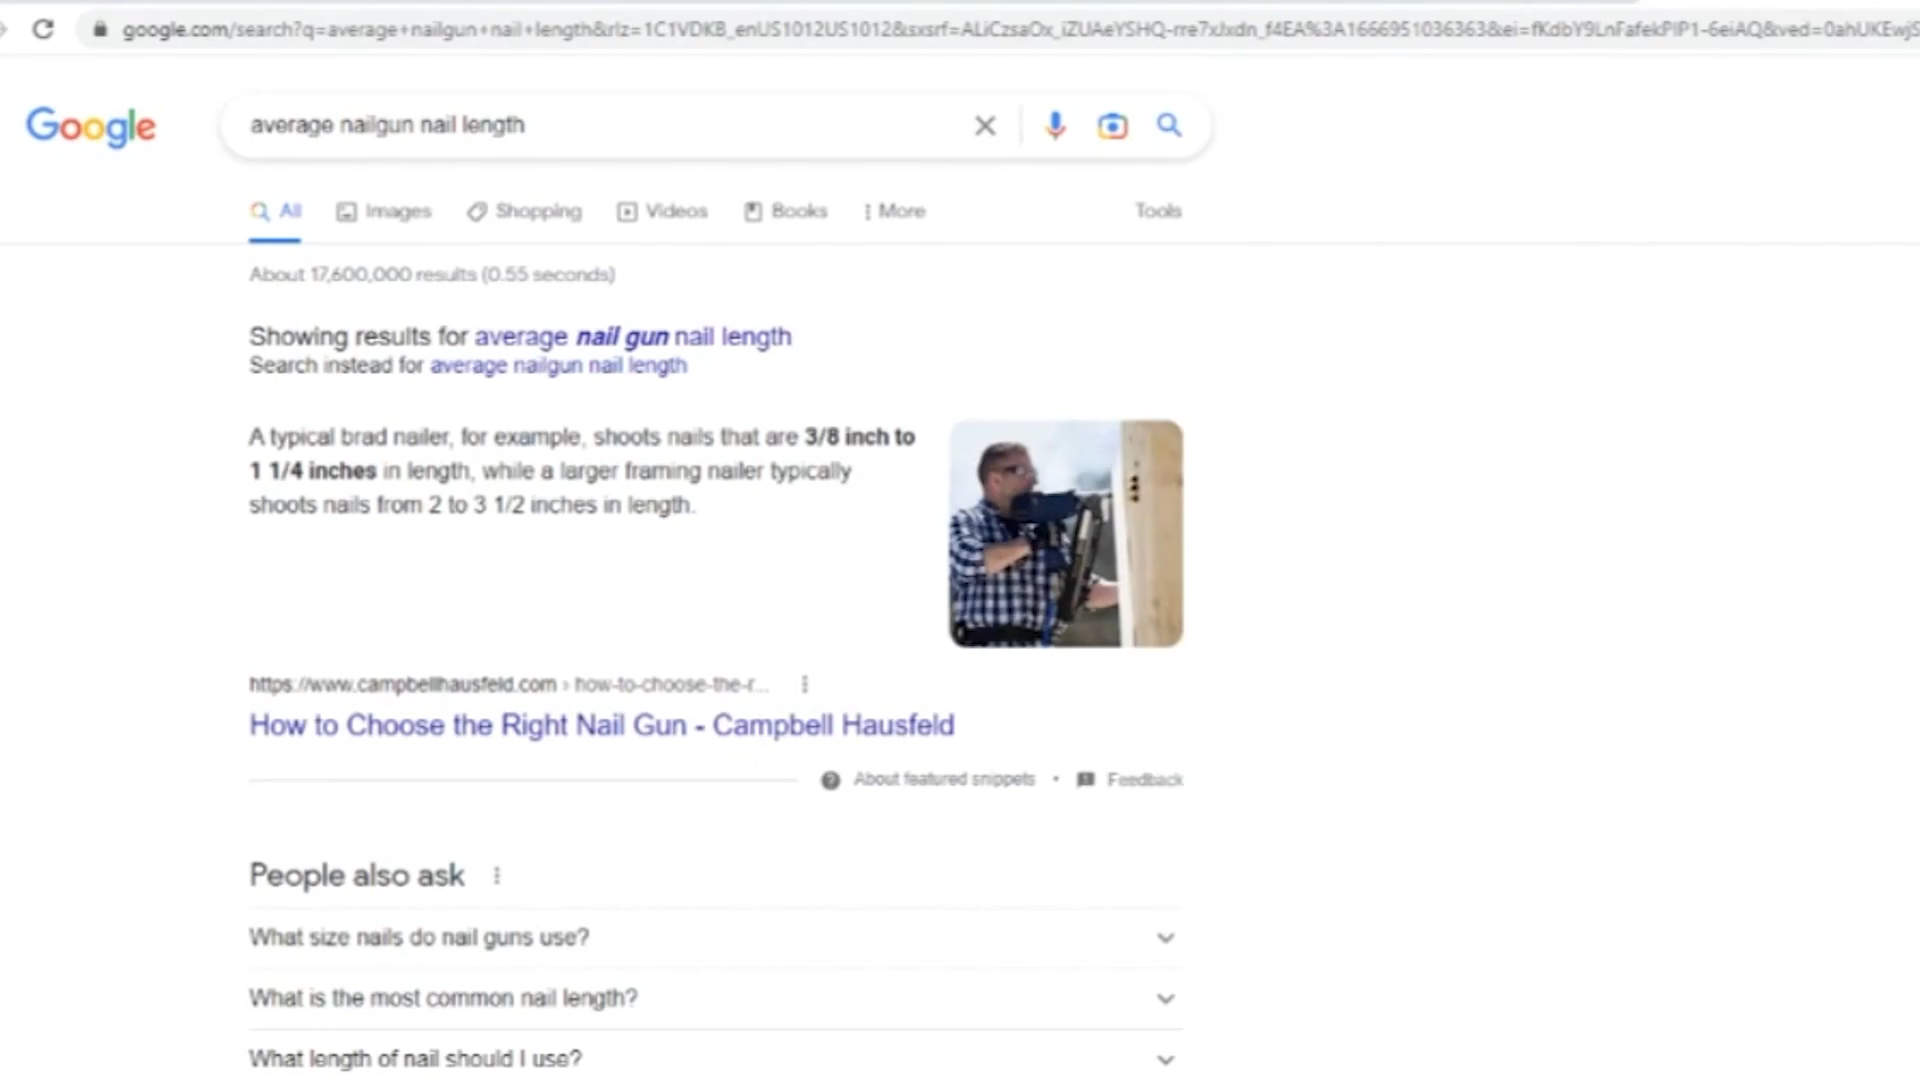 google.com/search?q=average+nailgun+nail+length&rlz=1C1VDKB_enUS1012US1012&sxsrf=
Google
average nailgun nail length
All Images Shopping Videos Books More Tools
About 17,600,000 results (0.55 seconds)
Showing results for average nail gun nail length
Search instead for average nailgun nail length
A typical brad nailer, for example, shoots nails that are 3/8 inch to
1 1/4 inches in length, while a larger framing nailer typically
shoots nails from 2 to 3 1/2 inches in length.
https://www.campbellhausfeld.com › how-to-choose-the-r...
How to Choose the Right Nail Gun - Campbell Hausfeld
About featured snippets • Feedback
People also ask
What size nails do nail guns use?
What is the most common nail length?
What length of nail should I use?